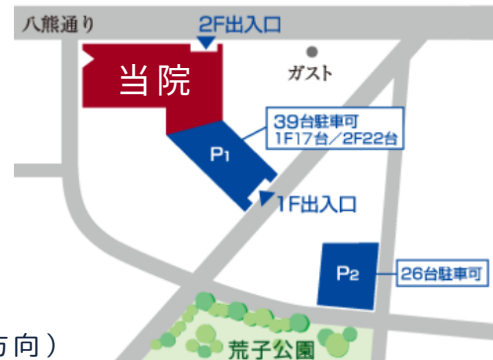 八熊通り
2F出入口
当院
ガスト
39台駐車可
1F17台／2F22台
P1
1F出入口
P2
26台駐車可
荒子公園
方向）